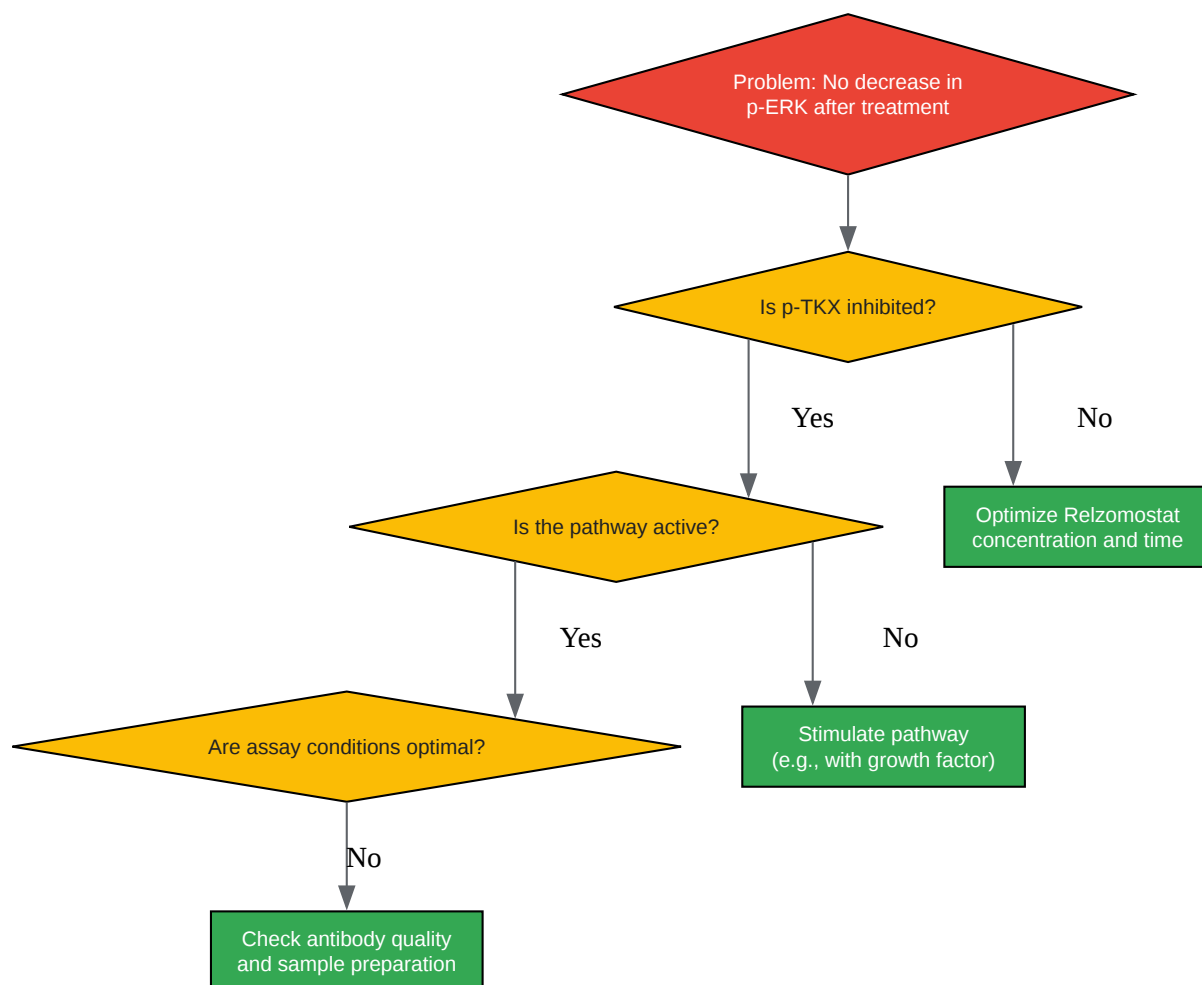 Problem: No decrease in
p-ERK after treatment
Is p-TKX inhibited?
Yes
No
Optimize Relzomostat
concentration and time
Is the pathway active?
Yes
No
Stimulate pathway
(e.g., with growth factor)
Are assay conditions optimal?
No
Check antibody quality
and sample preparation